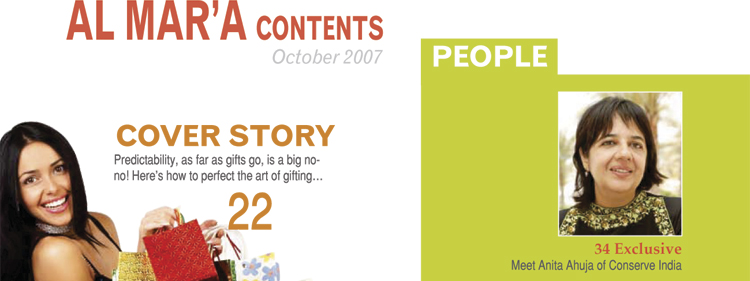 AL MAR'A CONTENTS
October 2007
COVER STORY
Predictability, as far as gifts go, is a big no-
no! Here's how to perfect the art of gifting...
22
PEOPLE
34 Exclusive
Meet Anita Ahuja of Conserve India